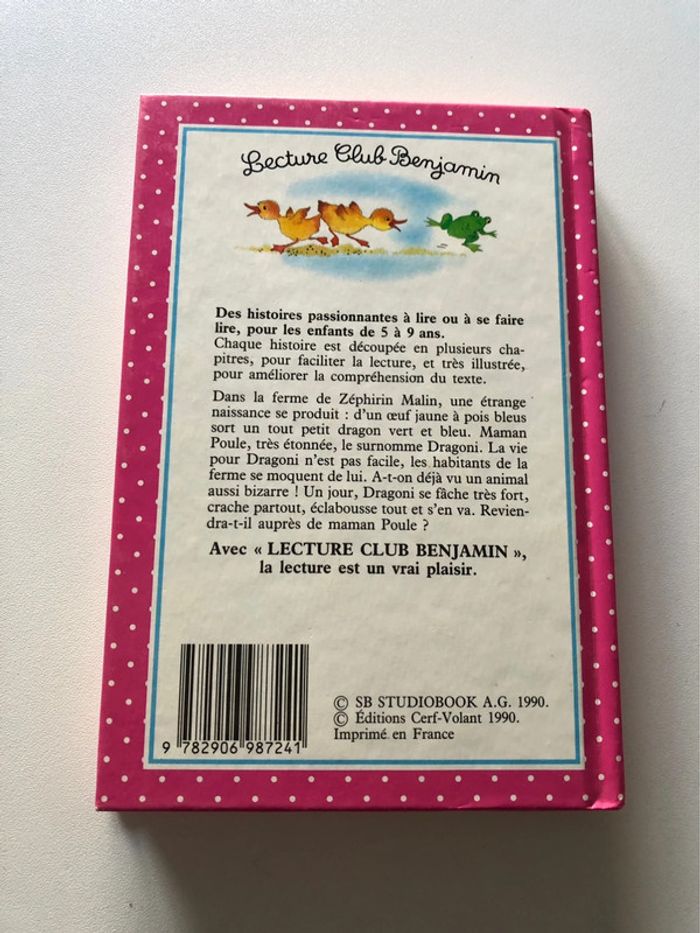 Lecture Club Benjamin
Des histoires passionnantes à lire ou à se faire
lire, pour les enfants de 5 à 9 ans.
Chaque histoire est découpée en plusieurs cha-
pitres, pour faciliter la lecture, et très illustrée,
pour améliorer la compréhension du texte.
Dans la ferme de Zéphirin Malin, une étrange
naissance se produit : d'un œuf jaune à pois bleus
sort un tout petit dragon vert et bleu. Maman
Poule, très étonnée, le surnomme Dragoni. La vie
pour Dragoni n'est pas facile, les habitants de la
ferme se moquent de lui. A-t-on déjà vu un animal
aussi bizarre ! Un jour, Dragoni se fâche très fort,
crache partout, éclabousse tout et s'en va. Revien-
dra-t-il auprès de maman Poule ?
Avec « LECTURE CLUB BENJAMIN »,
la lecture est un vrai plaisir.
© SB STUDIOBOOK A.G. 1990.
© Éditions Cerf-Volant 1990.
Imprimé en France
9 782906 987241